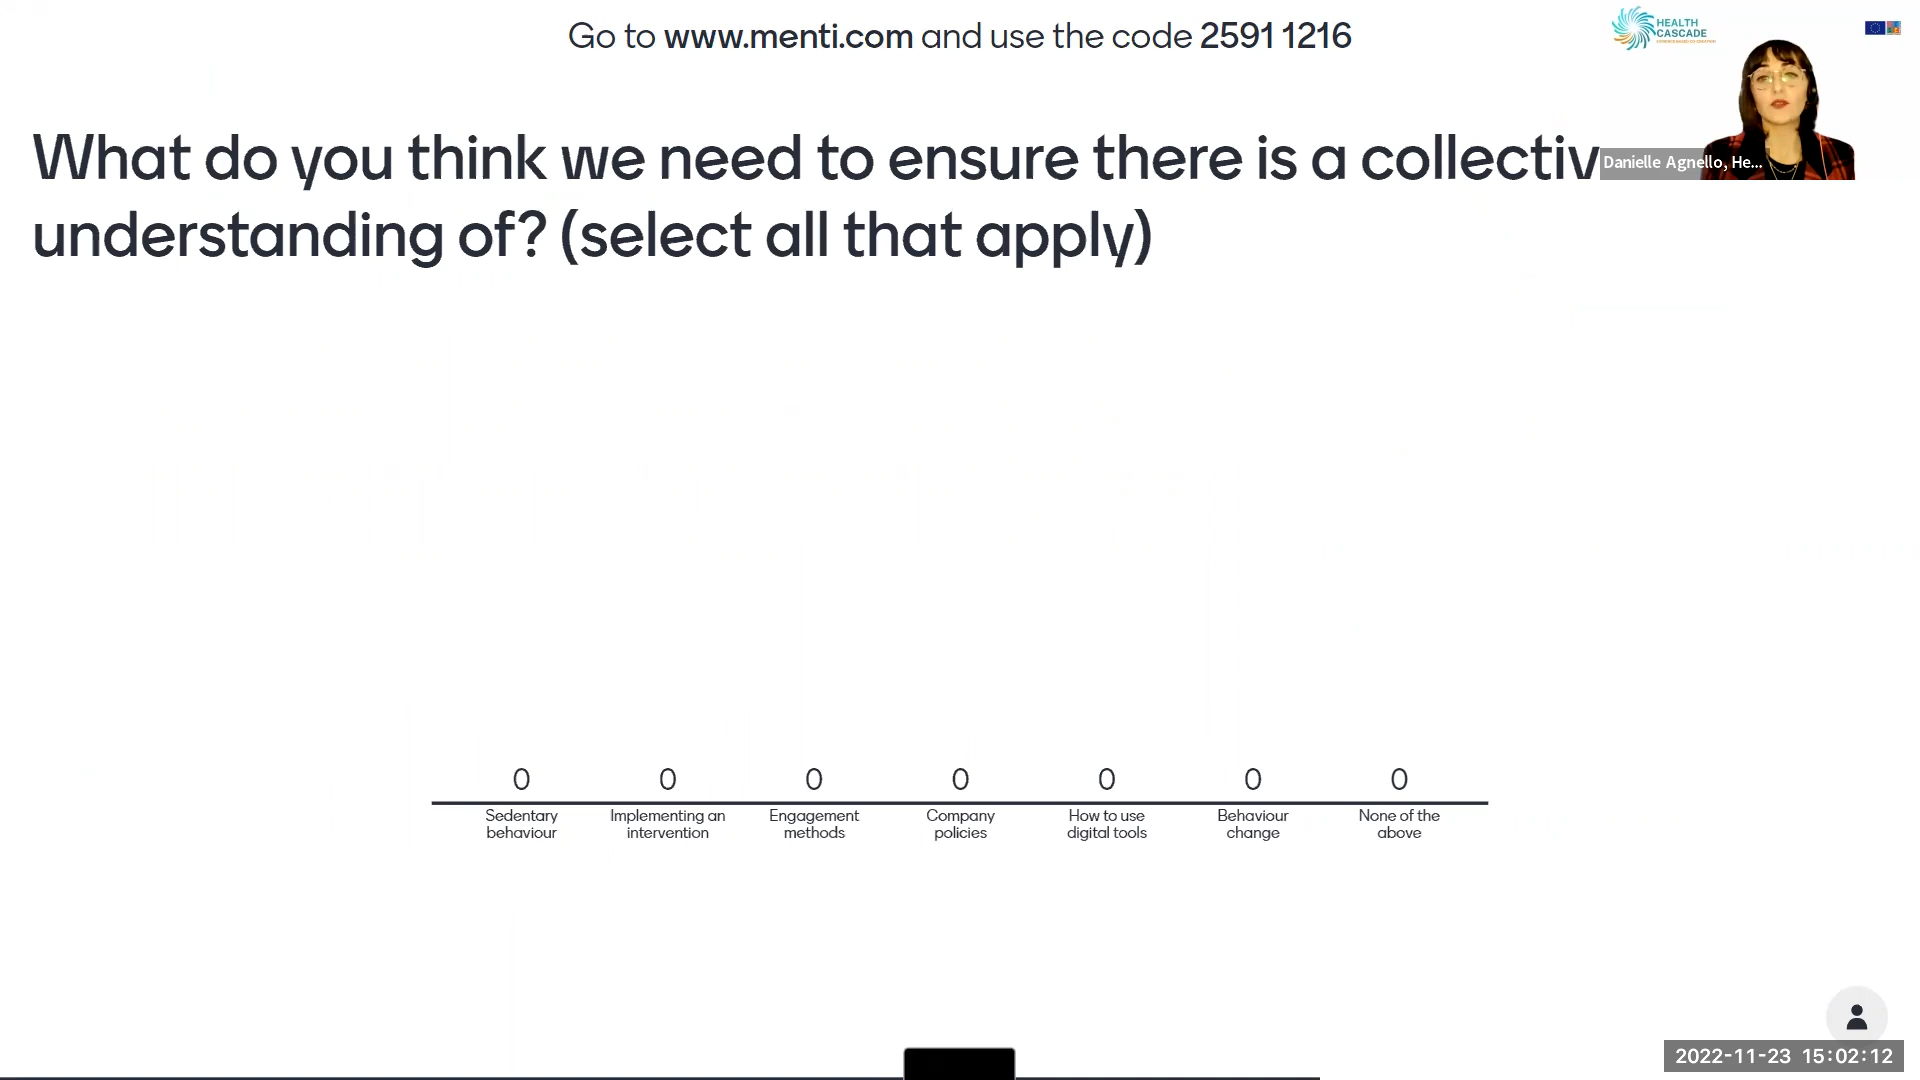 Go to www.menti.com and use the code 2591 1216
HEALTH
CASCADE
What do you think we need to ensure there is a collectiv
Danielle Agnello, He...
understanding of? (select all that apply)
0 0 0 0 0 0 0
Sedentary behaviour
Implementing an intervention
Engagement methods
Company policies
How to use digital tools
Behaviour change
None of the above
2022-11-23 15:02:12